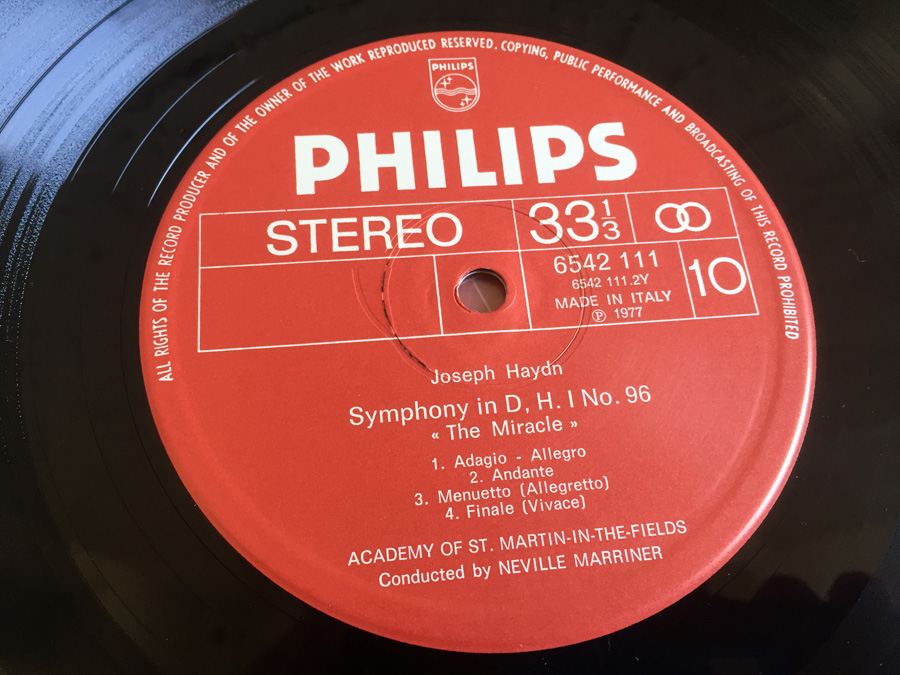 ALL RIGHTS OF THE RECORD PRODUCER AND OF THE OWNER OF THE WORK REPRODUCED RESERVED. COPYING, PUBLIC PERFORMANCE AND BROADCASTING OF THIS RECORD PROHIBITED
PHILIPS
PHILIPS
STEREO
33 1/3
6542 111
6542 111.2Y
MADE IN ITALY
℗ 1977
10
Joseph Haydn
Symphony in D, H. I No. 96
« The Miracle »
1. Adagio - Allegro
2. Andante
3. Menuetto (Allegretto)
4. Finale (Vivace)
ACADEMY OF ST. MARTIN-IN-THE-FIELDS
Conducted by NEVILLE MARRINER